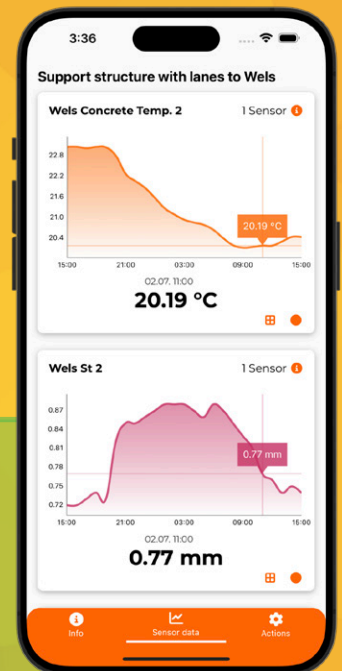 3:36
Support structure with lanes to Wels
Wels Concrete Temp. 2 1 Sensor
22.8
22.2
21.6
21.0
20.4
20.19 °C
15:00 21:00 03:00 09:00 15:00
02.07. 11:00
20.19 °C
Wels St 2 1 Sensor
0.87
0.84
0.81
0.78
0.75
0.72
0.77 mm
15:00 21:00 03:00 09:00 15:00
02.07. 11:00
0.77 mm
Info Sensor data Actions